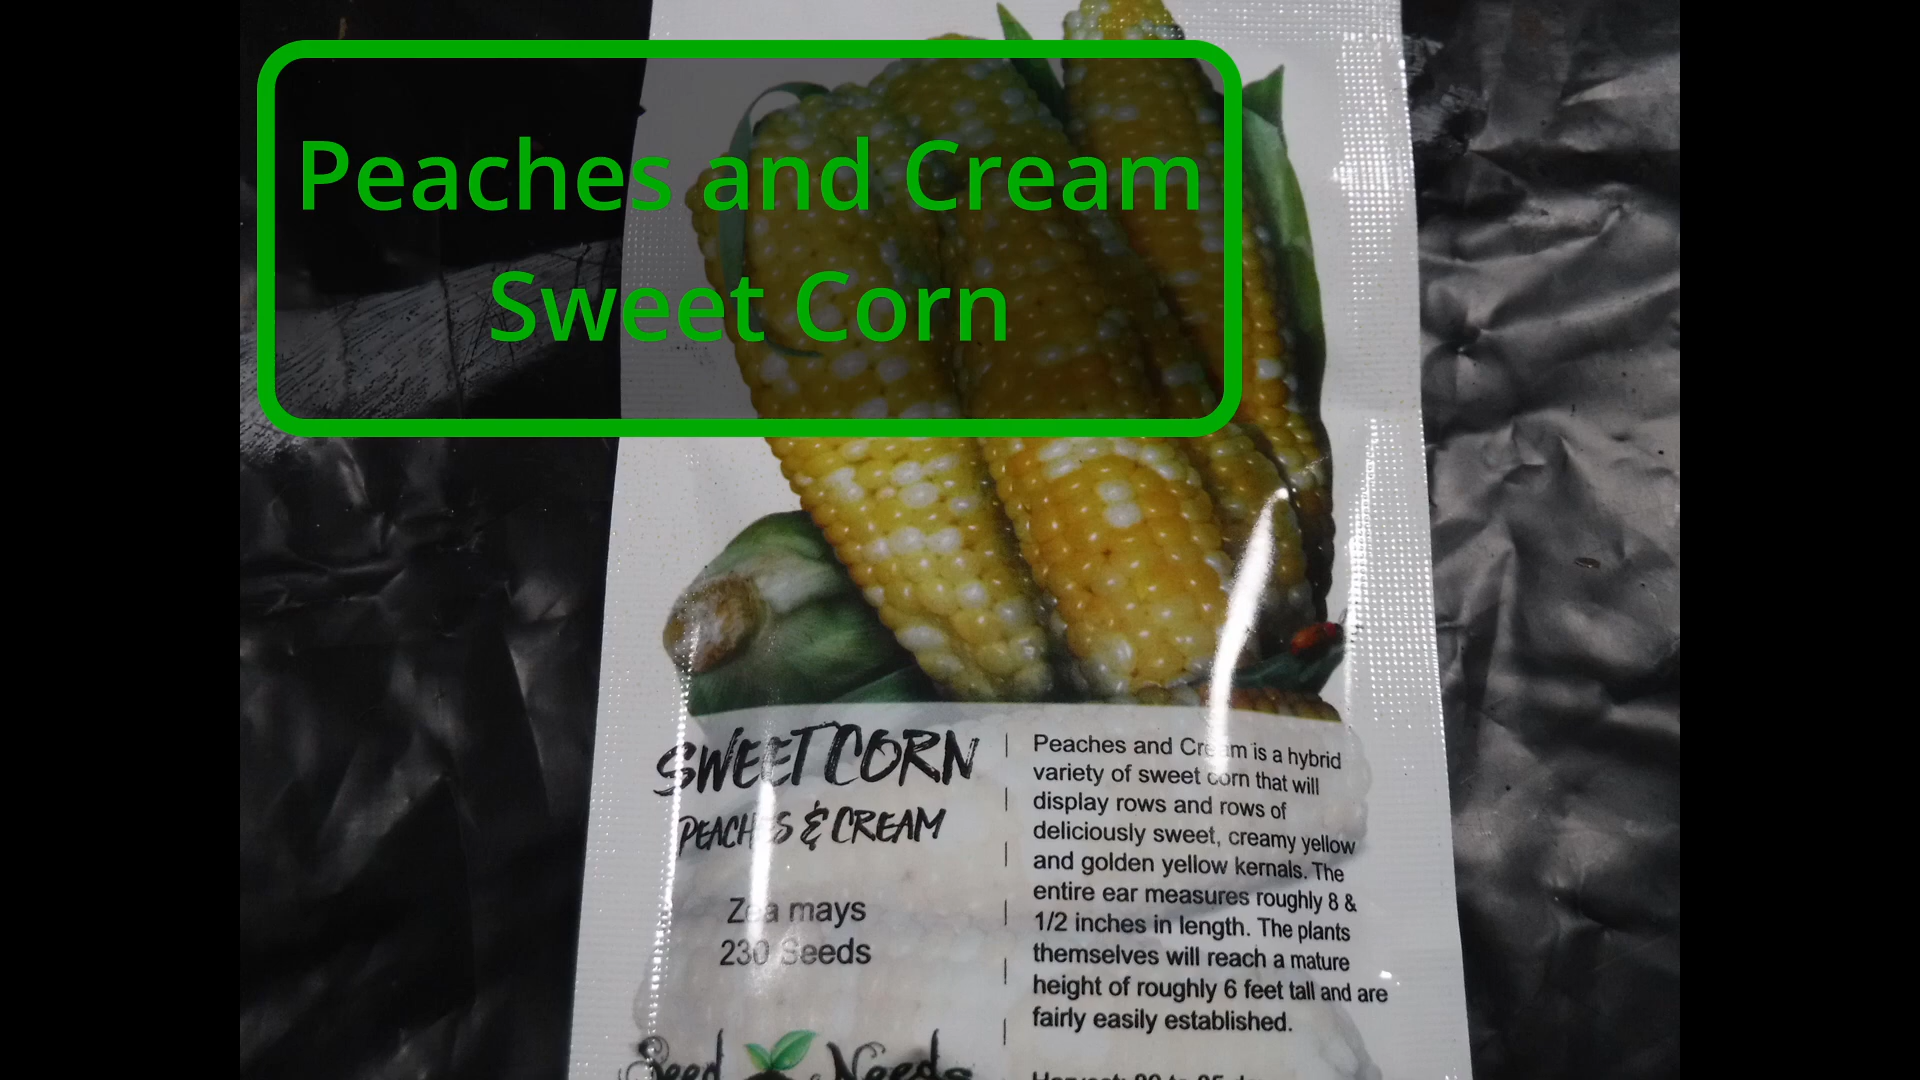 Peaches and Cream
Sweet Corn
SWEET CORN
PEACHES & CREAM
Zea mays
230 Seeds
Seed Needs
Peaches and Cream is a hybrid
variety of sweet corn that will
display rows and rows of
deliciously sweet, creamy yellow
and golden yellow kernals. The
entire ear measures roughly 8 &
1/2 inches in length. The plants
themselves will reach a mature
height of roughly 6 feet tall and are
fairly easily established.